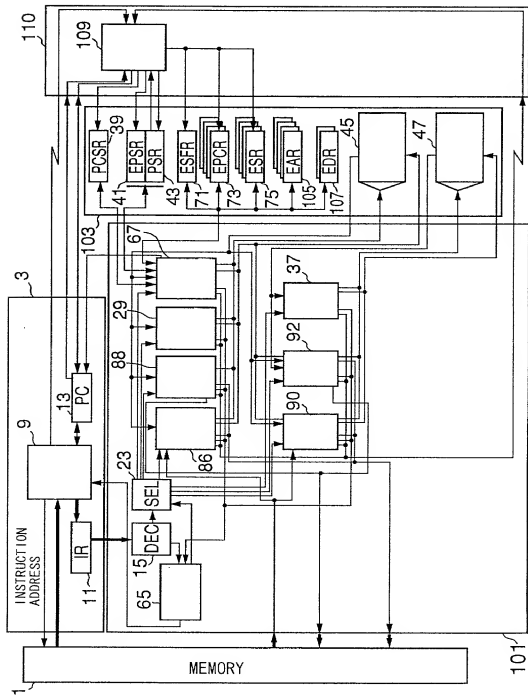 110
109
PCSR
39
EPSR
41
PSR
43
ESFR
71
EPCR
73
ESR
75
EAR
105
EDR
107
45
47
103
3
9
13
PC
INSTRUCTION
ADDRESS
IR
11
67
29
88
86
37
92
90
23
SEL
DEC
15
65
101
MEMORY
1